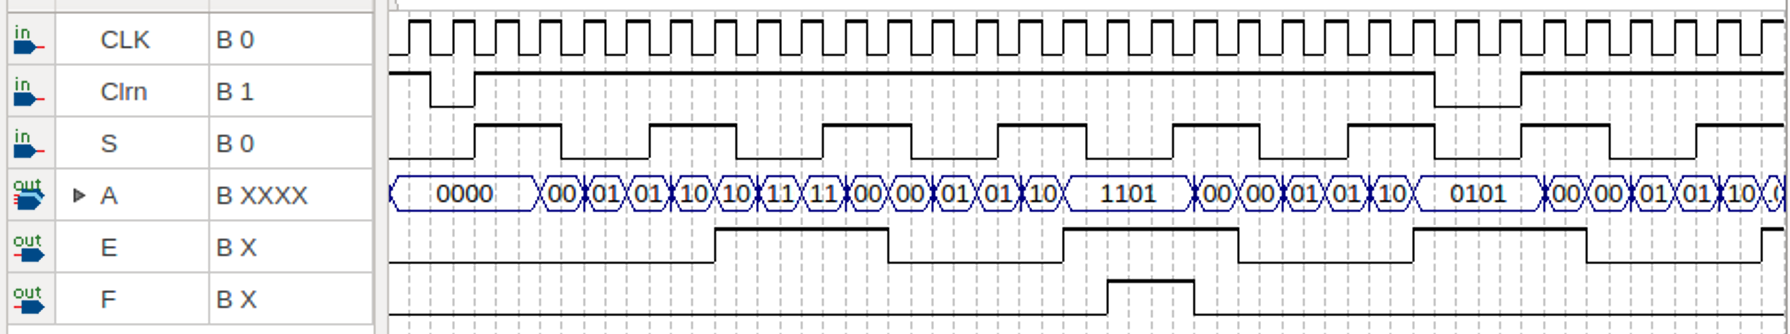 in CLK B 0
in Clrn B 1
in S B 0
out A B XXXX 0000 00 01 01 10 10 11 11 00 00 01 01 10 1101 00 00 01 01 10 0101 00 00 01 01 10
out E B X
out F B X